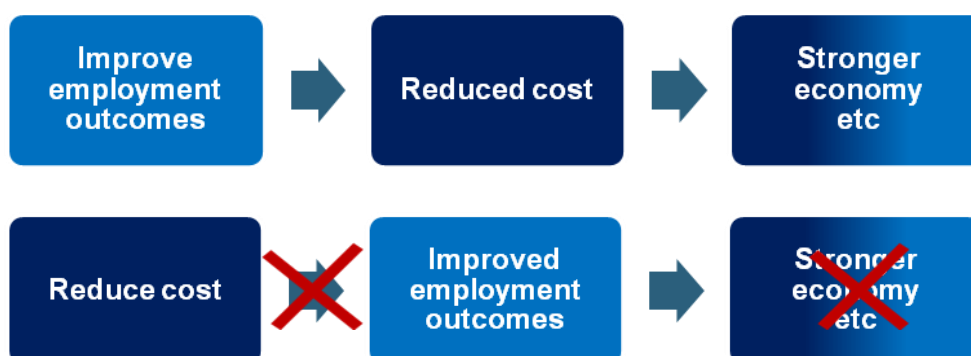 Improve
employment
outcomes
Reduced cost
Stronger
economy
etc
Reduce cost
Improved
employment
outcomes
Stronger
economy
etc